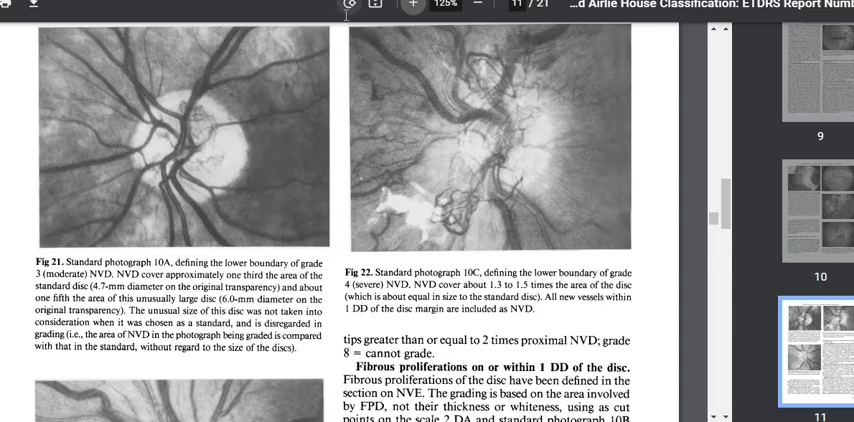 125%
11 / 21
...d Airlie House Classification: ETDRS Report Numb
Fig 21. Standard photograph 10A, defining the lower boundary of grade
3 (moderate) NVD. NVD cover approximately one third the area of the
standard disc (4.7-mm diameter on the original transparency) and about
one fifth the area of this unusually large disc (6.0-mm diameter on the
original transparency). The unusual size of this disc was not taken into
consideration when it was chosen as a standard, and is disregarded in
grading (i.e., the area of NVD in the photograph being graded is compared
with that in the standard, without regard to the size of the discs).
Fig 22. Standard photograph 10C, defining the lower boundary of grade
4 (severe) NVD. NVD cover about 1.3 to 1.5 times the area of the disc
(which is about equal in size to the standard disc). All new vessels within
1 DD of the disc margin are included as NVD.
tips greater than or equal to 2 times proximal NVD; grade
8 = cannot grade.
Fibrous proliferations on or within 1 DD of the disc.
Fibrous proliferations of the disc have been defined in the
section on NVE. The grading is based on the area involved
by FPD, not their thickness or whiteness, using as cut
points on the scale 2 DA and standard photograph 10B
9
10
11